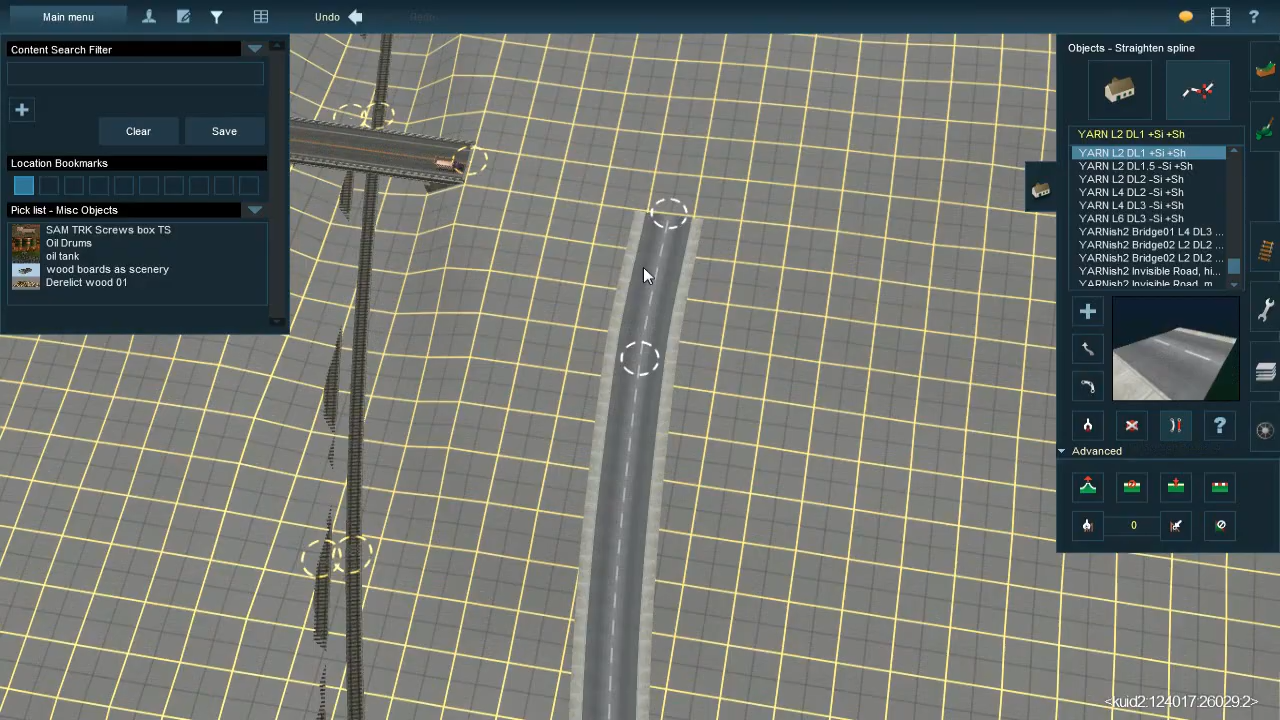 Main menu
Undo
Redo
Content Search Filter
Clear
Save
Location Bookmarks
Pick list - Misc Objects
SAM TRK Screws box TS
Oil Drums
oil tank
wood boards as scenery
Derelict wood 01
Objects - Straighten spline
YARN L2 DL1 +Si +Sh
YARN L2 DL1 +Si +Sh
YARN L2 DL1.5 -Si +Sh
YARN L2 DL2 -Si +Sh
YARN L4 DL2 -Si +Sh
YARN L4 DL3 -Si +Sh
YARN L6 DL3 -Si +Sh
YARNish2 Bridge01 L4 DL3 ...
YARNish2 Bridge02 L2 DL2 ...
YARNish2 Bridge02 L2 DL2 ...
YARNish2 Invisible Road, hi...
YARNish2 Invisible Road, m...
Advanced
0
<kuid2:124017:26029:2>